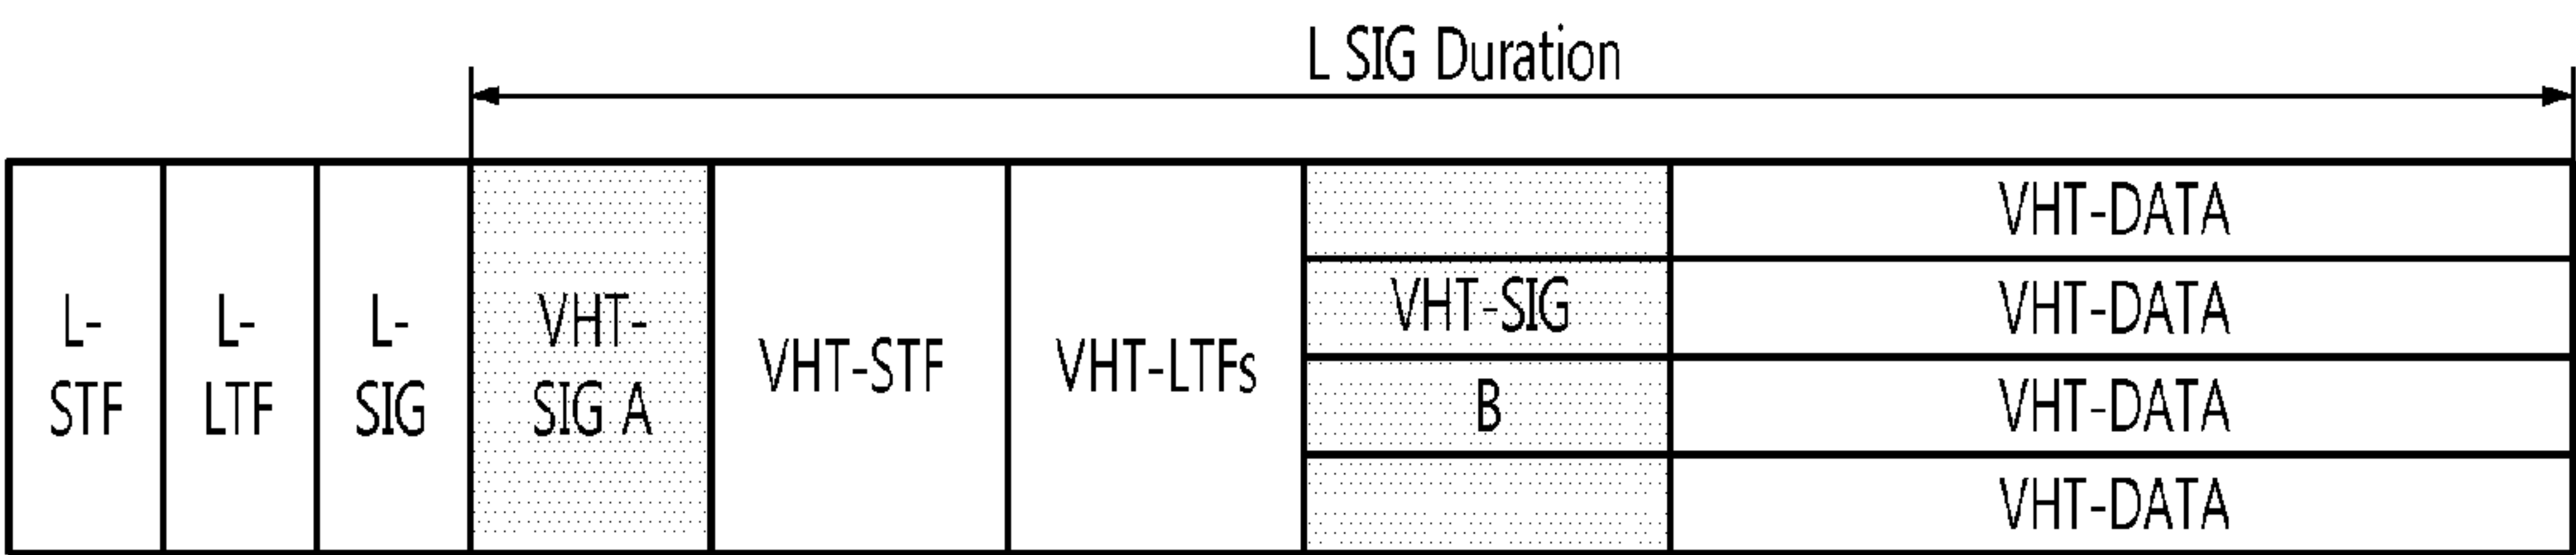 L SIG Duration
L-
STF
L-
LTF
L-
SIG
VHT-
SIG A
VHT-STF
VHT-LTFs
VHT-SIG
B
VHT-DATA
VHT-DATA
VHT-DATA
VHT-DATA